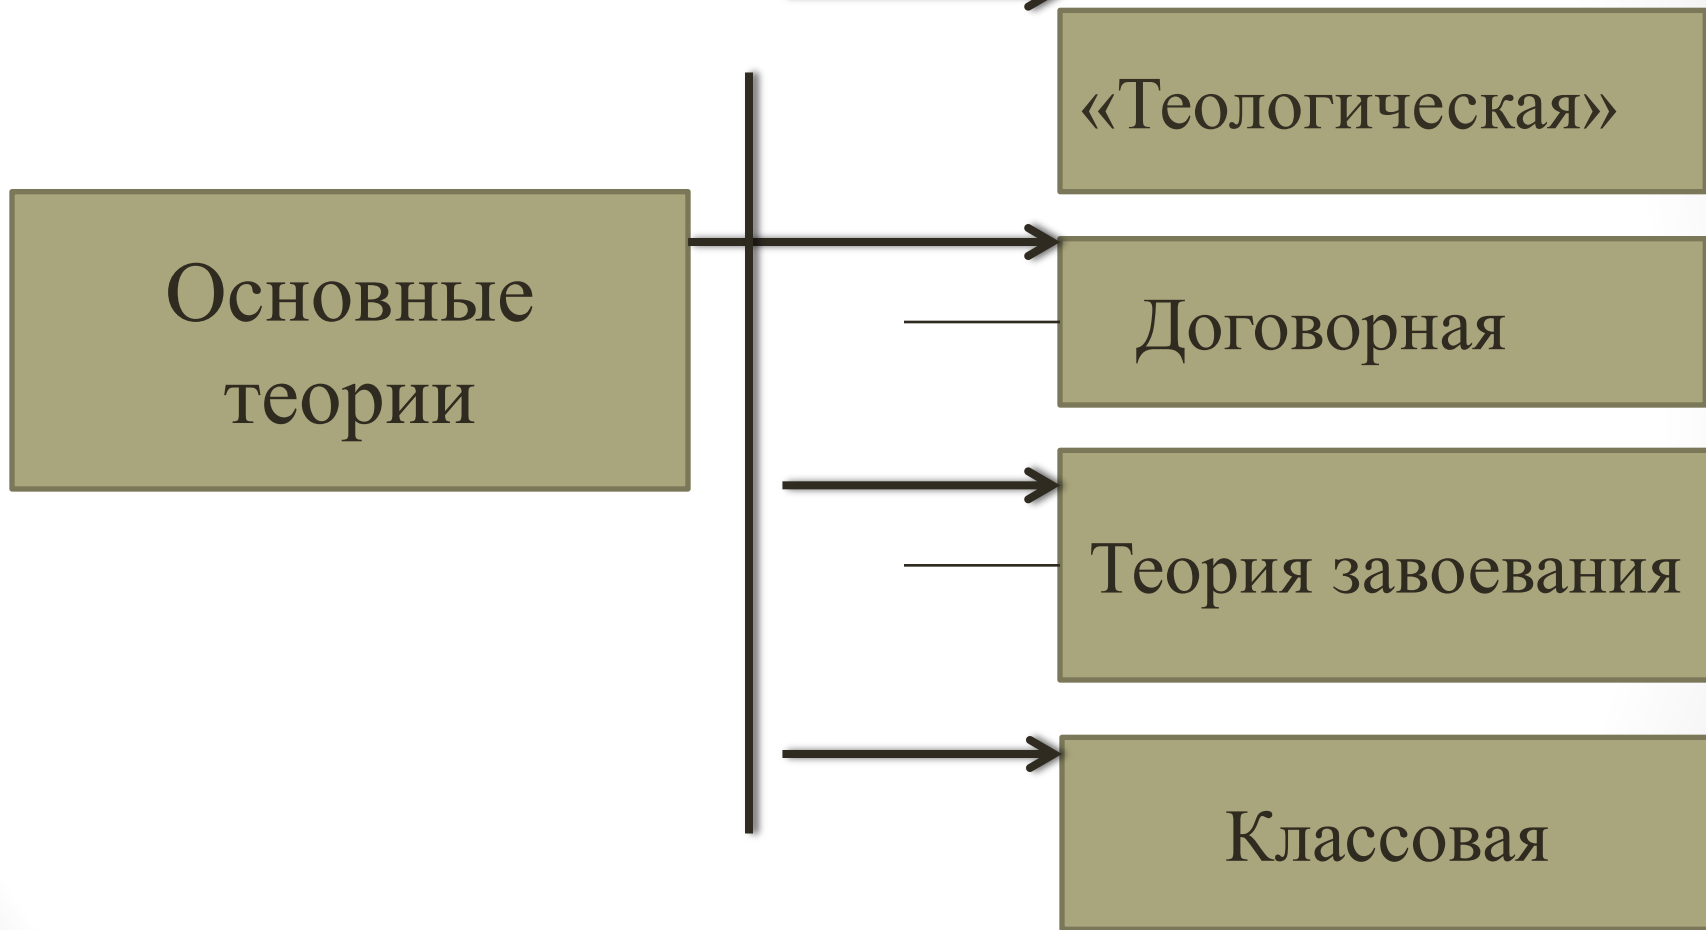 Основные
теории
«Теологическая»
Договорная
Теория завоевания
Классовая